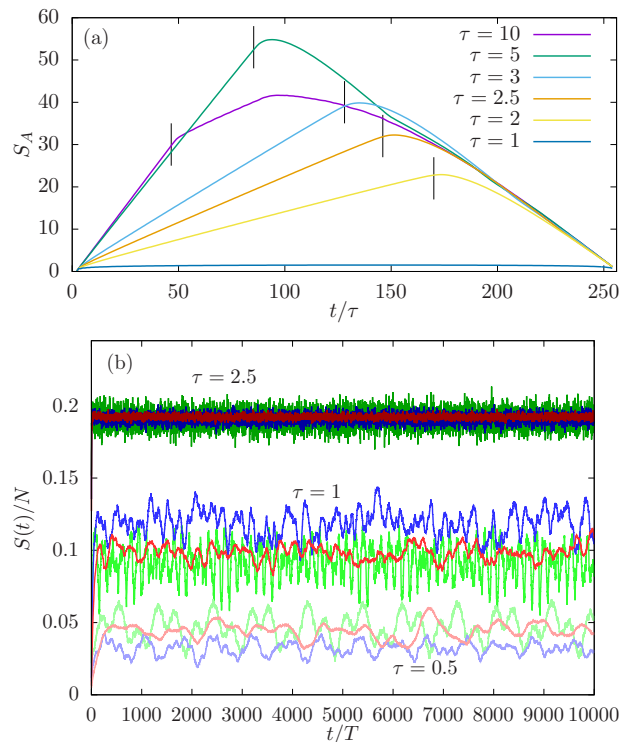 (a)
τ = 10
τ = 5
τ = 3
τ = 2.5
τ = 2
τ = 1
S_A
60
50
40
30
20
10
0
0 50 100 150 200 250
t/τ
(b)
τ = 2.5
τ = 1
τ = 0.5
S(t)/N
0.2
0.15
0.1
0.05
0
0 1000 2000 3000 4000 5000 6000 7000 8000 9000 10000
t/T